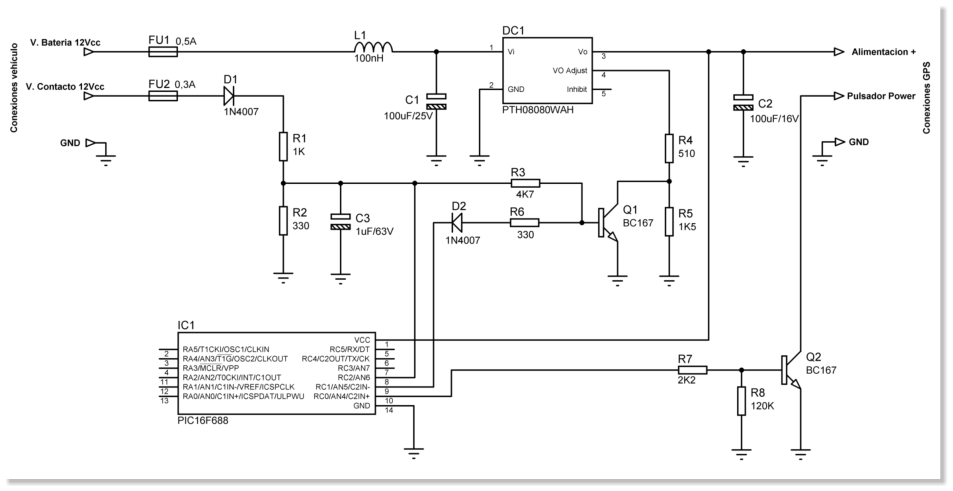 Conexiones vehículo
V. Bateria 12Vcc
FU1 0,5A
L1
100nH
DC1
1 Vi
Vo 3
VO Adjust 4
2 GND
Inhibit 5
PTH08080WAH
Alimentacion +
V. Contacto 12Vcc
FU2 0,3A
D1
1N4007
C1
100uF/25V
C2
100uF/16V
Pulsador Power
Conexiones GPS
GND
GND
R1
1K
R4
510
R3
4K7
R2
330
C3
1uF/63V
D2
1N4007
R6
330
Q1
BC167
R5
1K5
IC1
VCC 1
2 RA5/T1CKI/OSC1/CLKIN
RC5/RX/DT 5
3 RA4/AN3/T1G/OSC2/CLKOUT
RC4/C2OUT/TX/CK 6
4 RA3/MCLR/VPP
RC3/AN7 7
11 RA2/AN2/T0CKI/INT/C1OUT
RC2/AN6 8
12 RA1/AN1/C1IN-/VREF/ICSPCLK
RC1/AN5/C2IN- 9
13 RA0/AN0/C1IN+/ICSPDAT/ULPWU
RC0/AN4/C2IN+ 10
GND 14
PIC16F688
R7
2K2
R8
120K
Q2
BC167